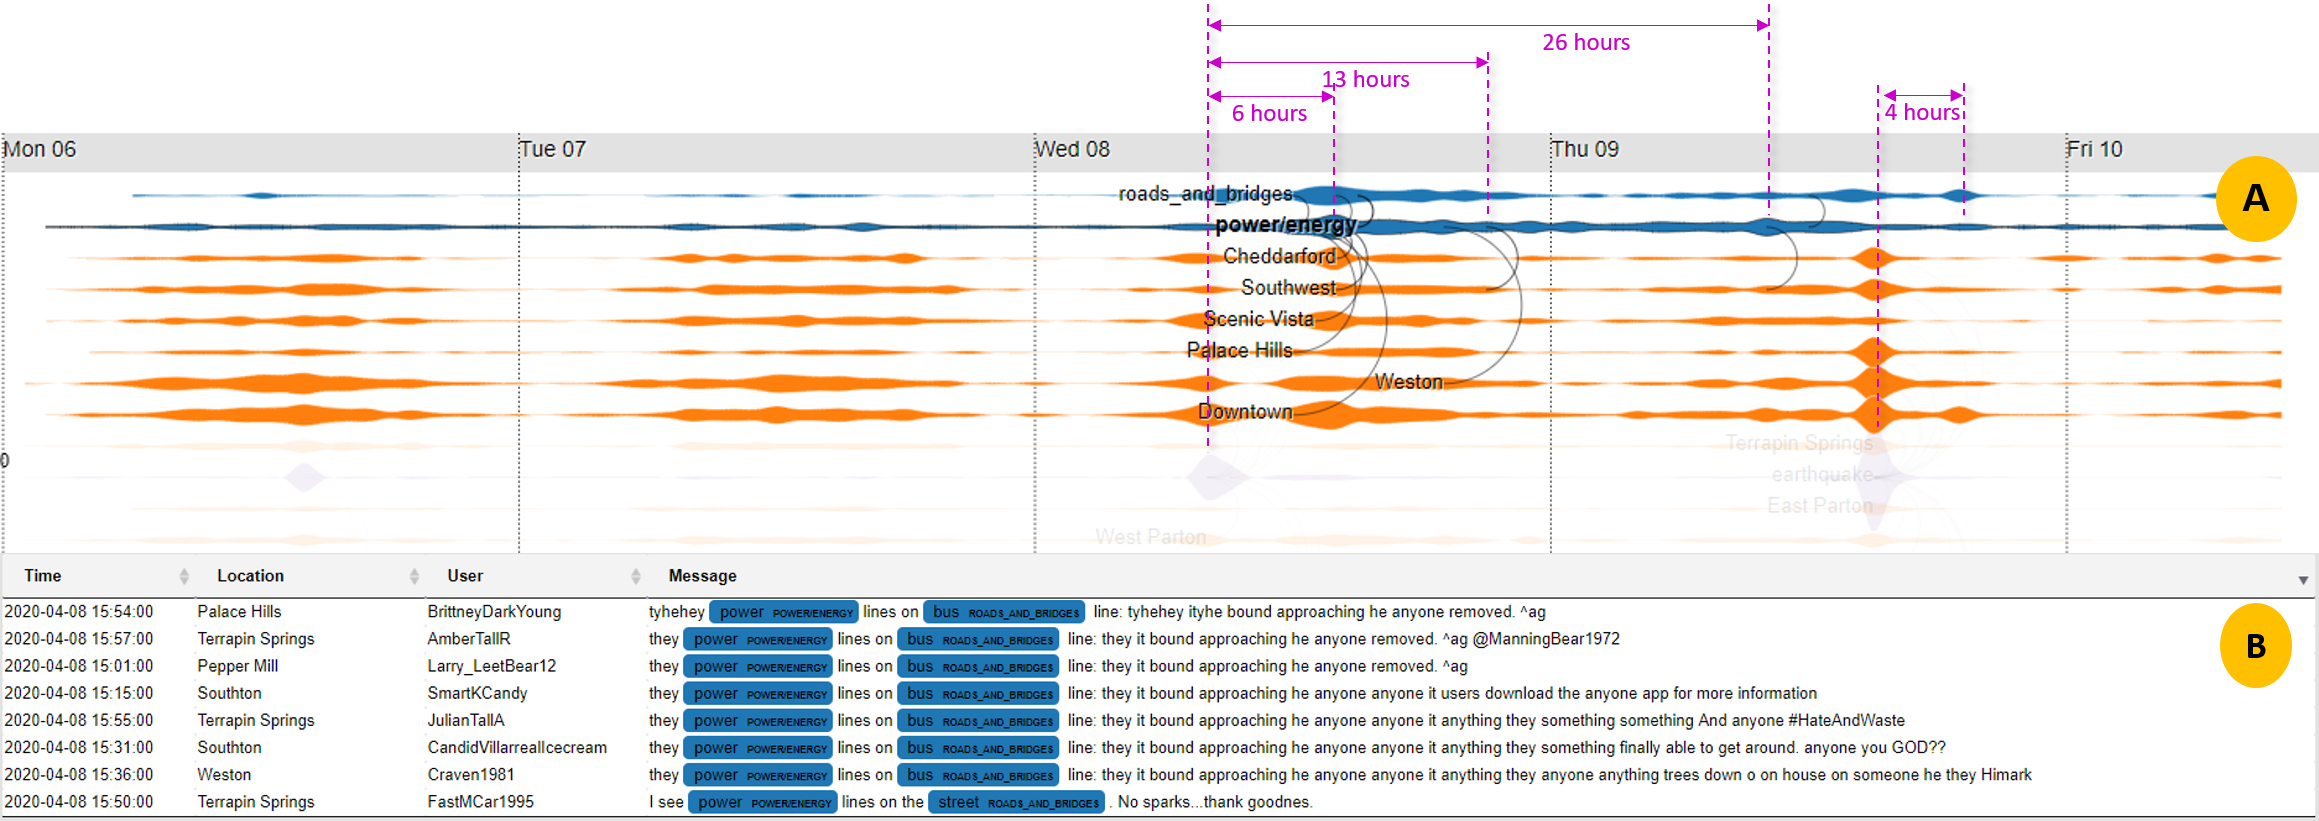 26 hours
13 hours
6 hours
4 hours
Mon 06 Tue 07 Wed 08 Thu 09 Fri 10
A
roads_and_bridges
power/energy
Cheddarford
Southwest
Scenic Vista
Palace Hills
Weston
Downtown
Terrapin Springs
0
earthquake
East Parton
West Parton
Time Location User Message
B
2020-04-08 15:54:00 Palace Hills BrittneyDarkYoung tyhehey power POWER/ENERGY lines on bus ROADS_AND_BRIDGES line: tyhehey ityhe bound approaching he anyone removed. ^ag
2020-04-08 15:57:00 Terrapin Springs AmberTallR they power POWER/ENERGY lines on bus ROADS_AND_BRIDGES line: they it bound approaching he anyone removed. ^ag @ManningBear1972
2020-04-08 15:01:00 Pepper Mill Larry_LeetBear12 they power POWER/ENERGY lines on bus ROADS_AND_BRIDGES line: they it bound approaching he anyone removed. ^ag
2020-04-08 15:15:00 Southton SmartKCandy they power POWER/ENERGY lines on bus ROADS_AND_BRIDGES line: they it bound approaching he anyone anyone it users download the anyone app for more information
2020-04-08 15:55:00 Terrapin Springs JulianTallA they power POWER/ENERGY lines on bus ROADS_AND_BRIDGES line: they it bound approaching he anyone anyone it anything they something something And anyone #HateAndWaste
2020-04-08 15:31:00 Southton CandidVillarrealIcecream they power POWER/ENERGY lines on bus ROADS_AND_BRIDGES line: they it bound approaching he anyone anyone it anything they something finally able to get around. anyone you GOD??
2020-04-08 15:36:00 Weston Craven1981 they power POWER/ENERGY lines on bus ROADS_AND_BRIDGES line: they it bound approaching he anyone anyone it anything they anyone anything trees down o on house on someone he they Himark
2020-04-08 15:50:00 Terrapin Springs FastMCar1995 I see power POWER/ENERGY lines on the street ROADS_AND_BRIDGES . No sparks...thank goodnes.